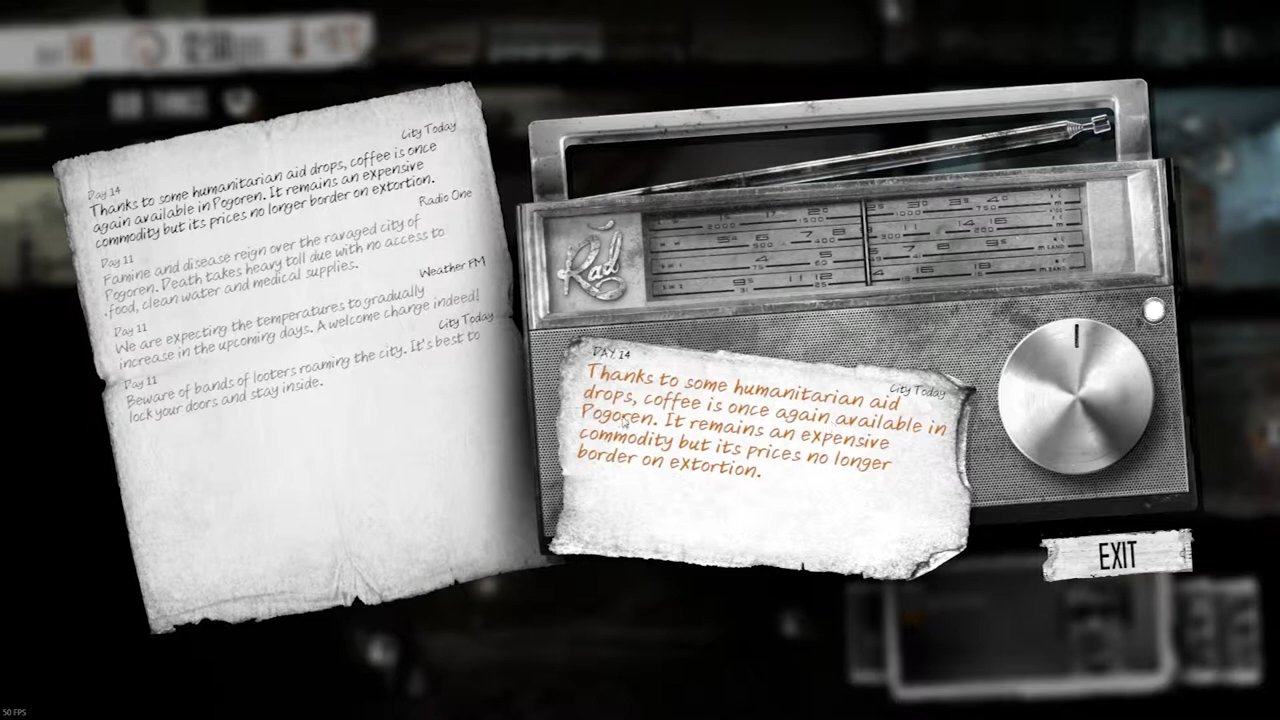 City Today
Day 14
Thanks to some humanitarian aid drops, coffee is once
again available in Pogoren. It remains an expensive
commodity but its prices no longer border on extortion.
Radio One
Day 11
Famine and disease reign over the ravaged city of
Pogoren. Death takes heavy toll due with no access to
food, clean water and medical supplies.
Weather FM
Day 11
We are expecting the temperatures to gradually
increase in the upcoming days. A welcome change indeed!
City Today
Day 11
Beware of bands of looters roaming the city. It's best to
lock your doors and stay inside.
Rad
DAY 14
City Today
Thanks to some humanitarian aid
drops, coffee is once again available in
Pogoren. It remains an expensive
commodity but its prices no longer
border on extortion.
EXIT
50 FPS